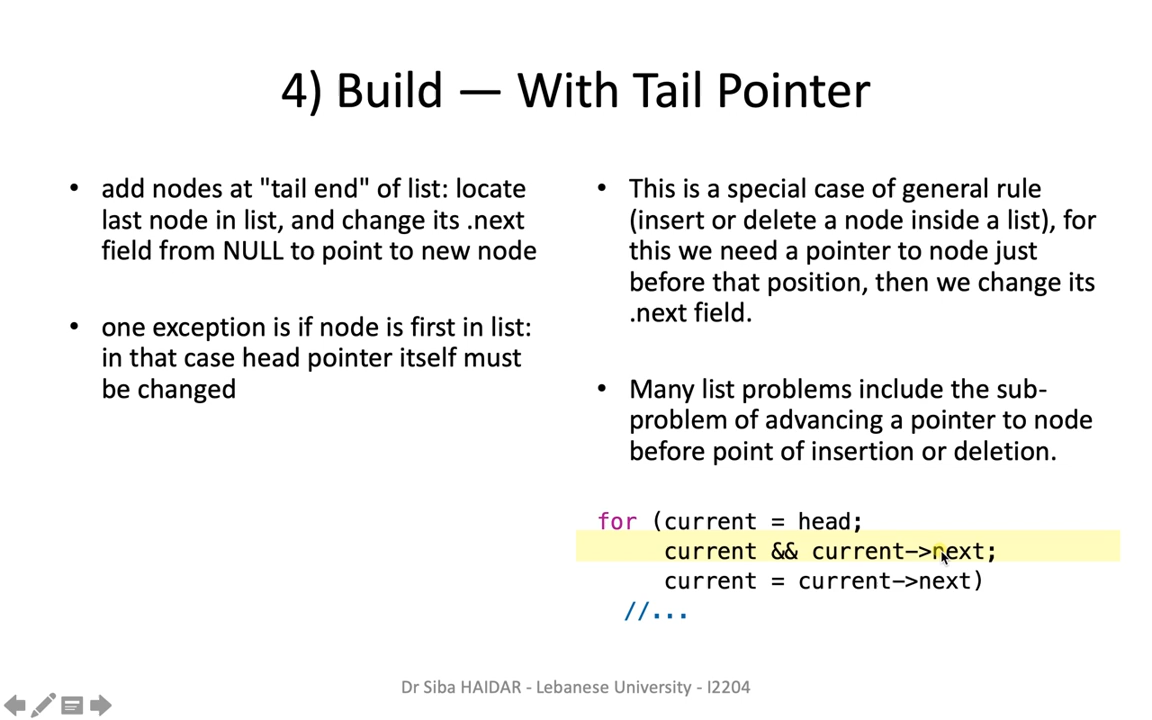 4) Build — With Tail Pointer
• add nodes at "tail end" of list: locate
last node in list, and change its .next
field from NULL to point to new node
• one exception is if node is first in list:
in that case head pointer itself must
be changed
• This is a special case of general rule
(insert or delete a node inside a list), for
this we need a pointer to node just
before that position, then we change its
.next field.
• Many list problems include the sub-
problem of advancing a pointer to node
before point of insertion or deletion.
for (current = head;
current && current->next;
current = current->next)
//...
Dr Siba HAIDAR - Lebanese University - I2204